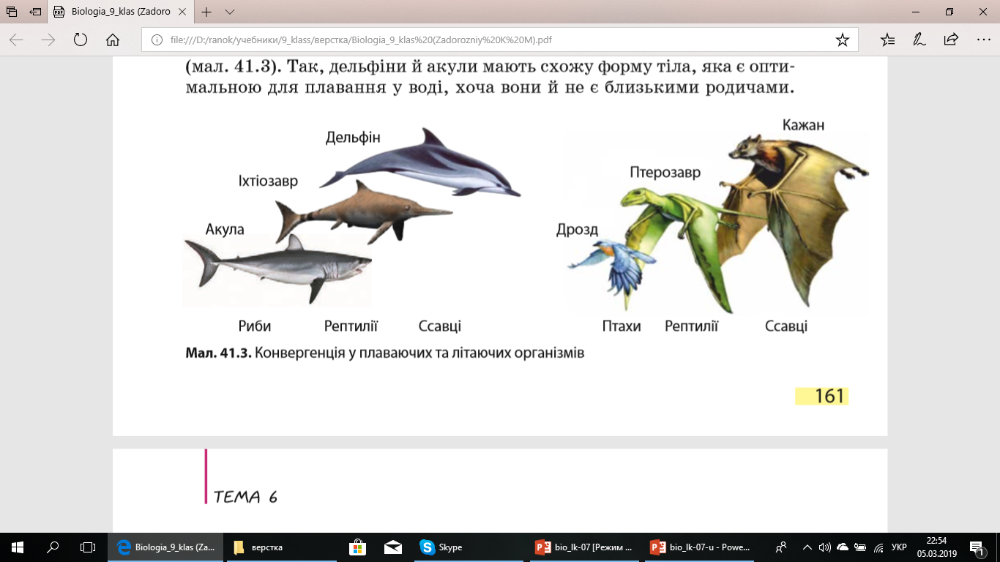 Biologia_9_klas (Zadoro
file:///D:/ranok/учебники/9_klass/верстка/Biologia_9_klas%20(Zadorozniy%20K%20M).pdf
(мал. 41.3). Так, дельфіни й акули мають схожу форму тіла, яка є опти-
мальною для плавання у воді, хоча вони й не є близькими родичами.
Дельфін
Іхтіозавр
Акула
Риби Рептилії Ссавці
Кажан
Птерозавр
Дрозд
Птахи Рептилії Ссавці
Мал. 41.3. Конвергенція у плаваючих та літаючих організмів
161
ТЕМА 6
Biologia_9_klas (Za...
верстка
Skype
bio_lk-07 [Режим ...
bio_lk-07-u - Powe...
УКР
22:54
05.03.2019
1